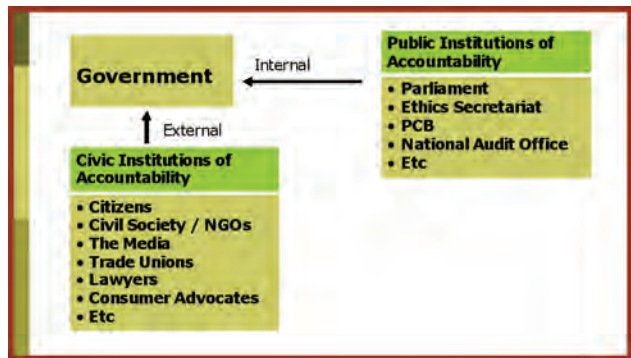 Government
Internal
Public Institutions of
Accountability
• Parliament
• Ethics Secretariat
• PCB
• National Audit Office
• Etc
External
Civic Institutions of
Accountability
• Citizens
• Civil Society / NGOs
• The Media
• Trade Unions
• Lawyers
• Consumer Advocates
• Etc